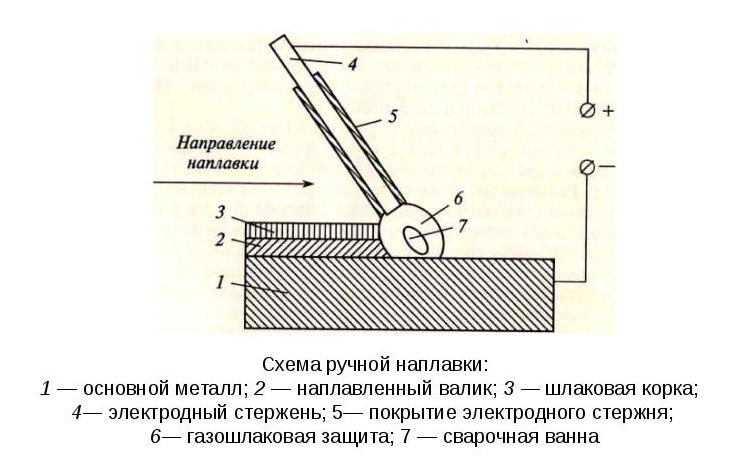 4
+
5
Направление
наплавки
—
6
3
7
2
1
Схема ручной наплавки:
1 — основной металл; 2 — наплавленный валик; 3 — шлаковая корка;
4— электродный стержень; 5— покрытие электродного стержня;
6— газошлаковая защита; 7 — сварочная ванна